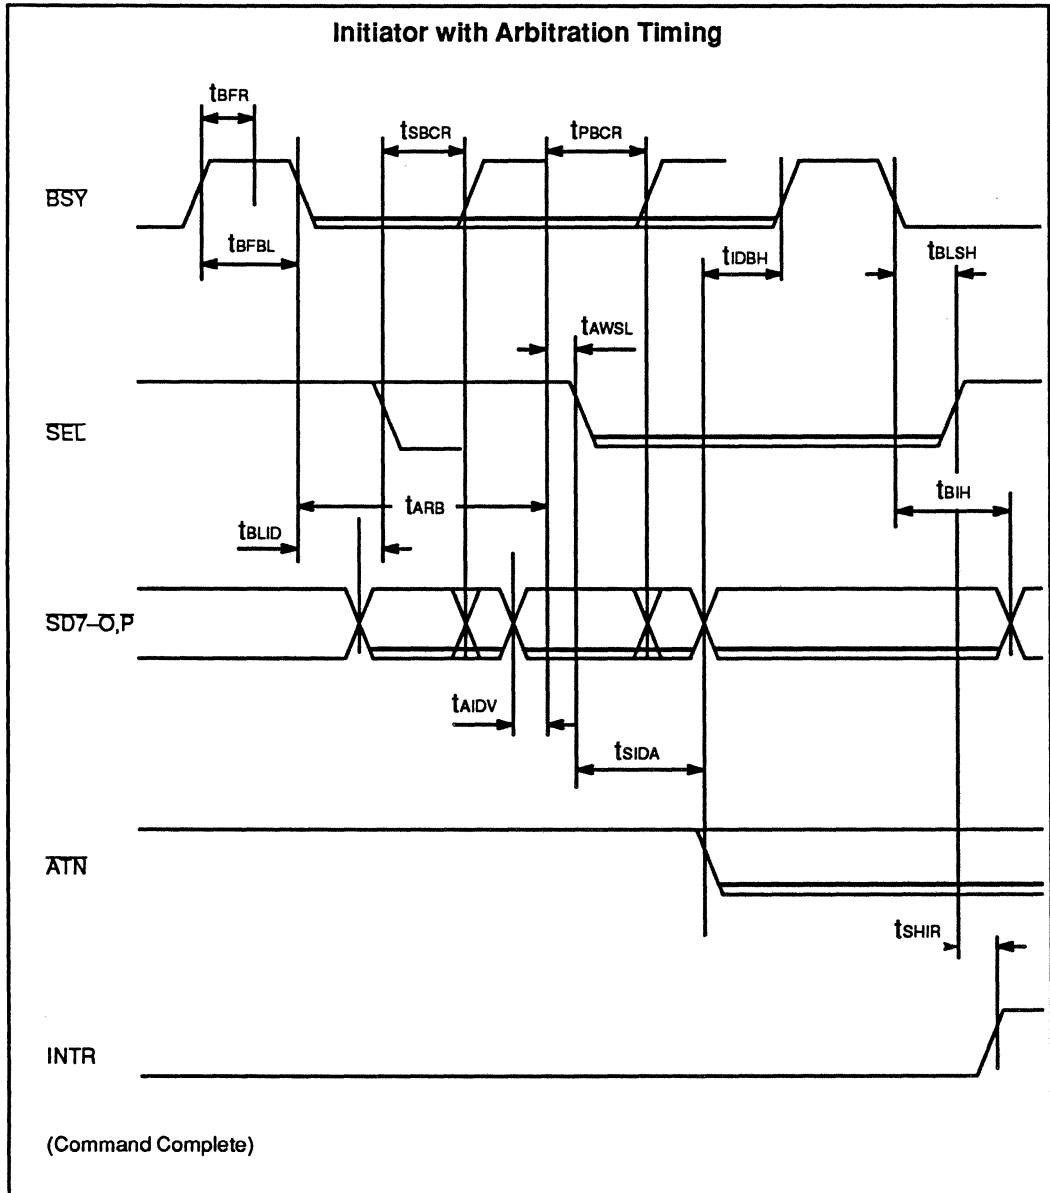 Initiator with Arbitration Timing
tBFR
tSBCR
tPBCR
BSY
tBFBL
tIDBH
tBLSH
tAWSL
SEL
tARB
tBIH
tBLID
SD7–O,P
tAIDV
tSIDA
ATN
tSHIR
INTR
(Command Complete)